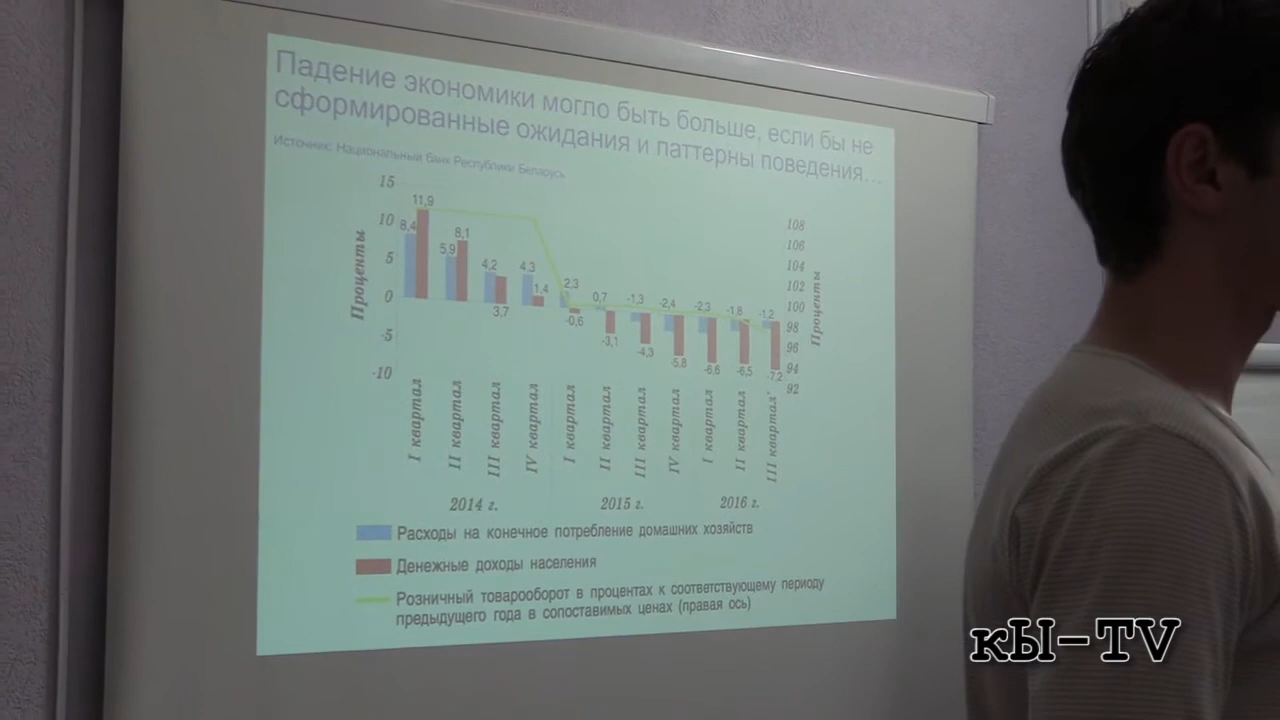 Падение экономики могло быть больше, если бы не
сформированные ожидания и паттерны поведения...
Источник: Национальный банк Республики Беларусь
Проценты
15
10
5
0
-5
-10
8,4 11,9
5,9 8,1
4,2 3,7
4,3 1,4
2,3 -0,6
0,7 -3,1
-1,3 -4,3
-2,4 -5,8
-2,3 -6,6
-1,8 -6,5
-1,2 -7,2
108
106
104
102
100
98
96
94
92
Проценты
I квартал
II квартал
III квартал
IV квартал
I квартал
II квартал
III квартал
IV квартал
I квартал
II квартал
III квартал*
2014 г. 2015 г. 2016 г.
Расходы на конечное потребление домашних хозяйств
Денежные доходы населения
Розничный товарооборот в процентах к соответствующему периоду
предыдущего года в сопоставимых ценах (правая ось)
кЫ-TV